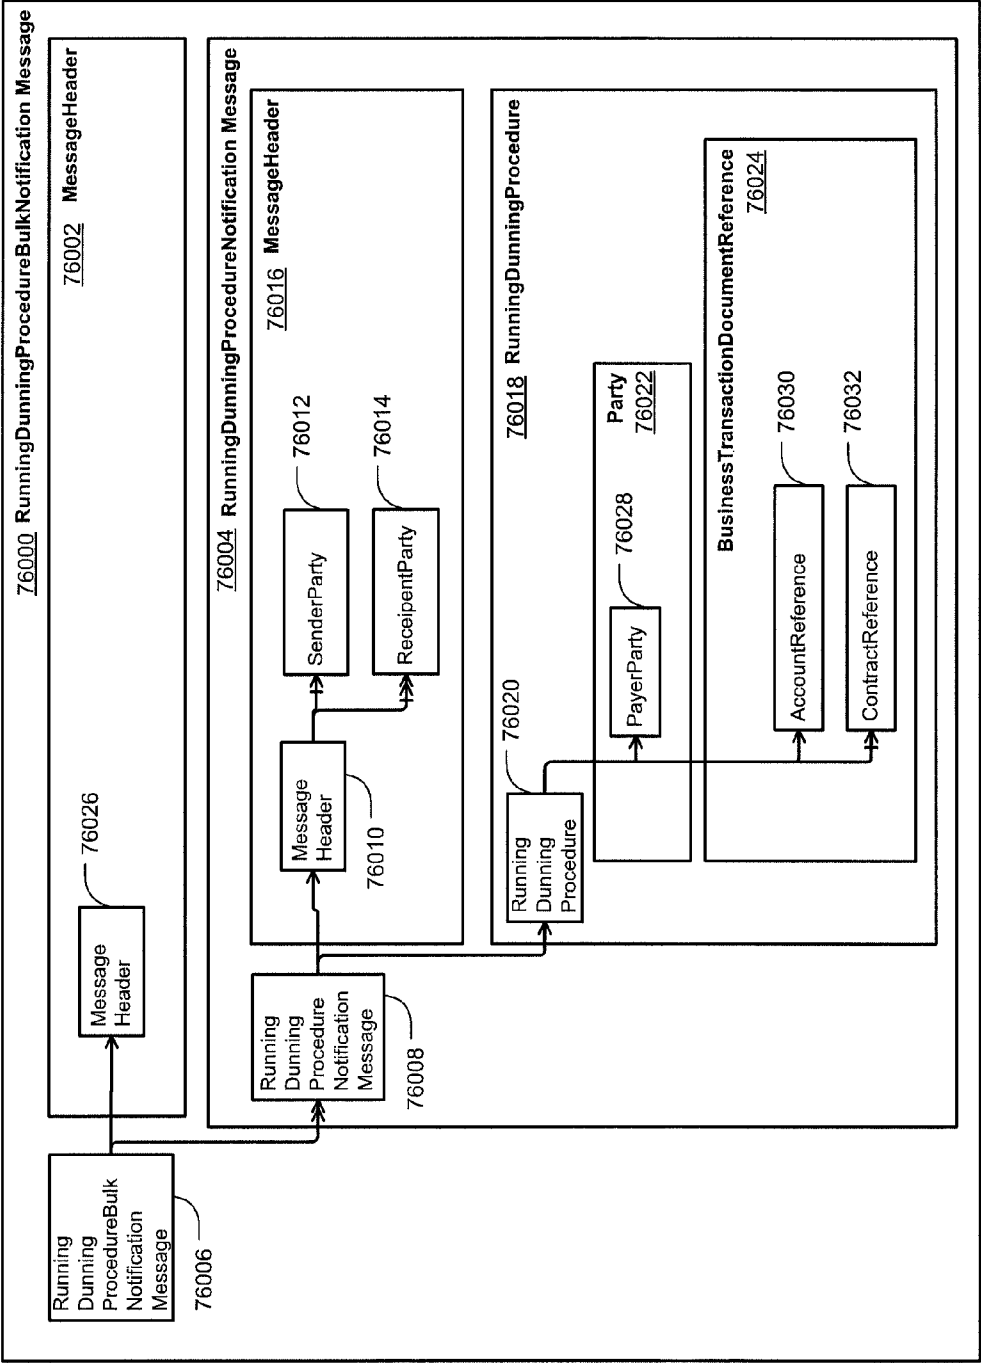 76000 RunningDunningProcedureBulkNotification Message
76002 MessageHeader
Running
Dunning
ProcedureBulk
Notification
Message
76006
Message
Header
76026
76004 RunningDunningProcedureNotification Message
Running
Dunning
Procedure
Notification
Message
76008
76016 MessageHeader
Message
Header
76010
SenderParty
76012
ReceipentParty
76014
76018 RunningDunningProcedure
Running
Dunning
Procedure
76020
Party
76022
PayerParty
76028
BusinessTransactionDocumentReference
76024
AccountReference
76030
ContractReference
76032